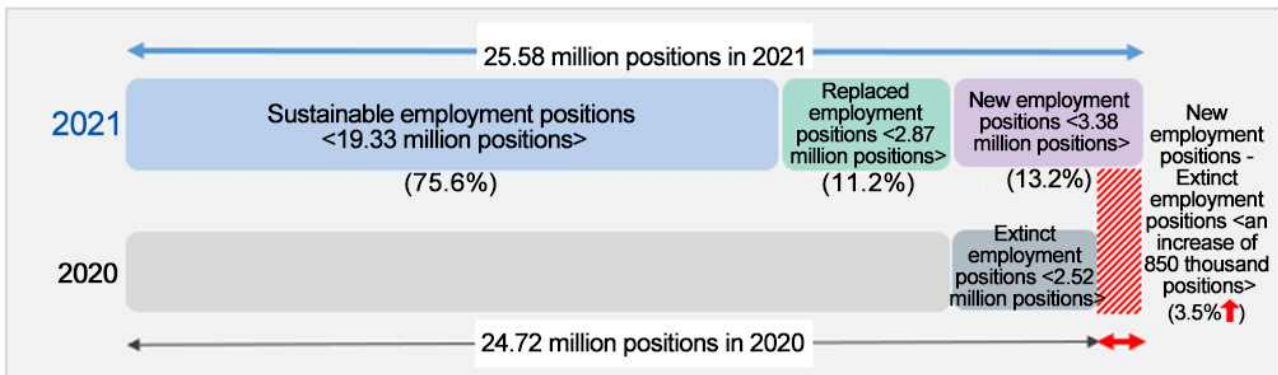 25.58 million positions in 2021
2021
Sustainable employment positions
<19.33 million positions>
(75.6%)
Replaced
employment
positions <2.87
million positions>
(11.2%)
New employment
positions <3.38
million positions>
(13.2%)
New
employment
positions -
Extinct
employment
positions <an
increase of
850 thousand
positions>
(3.5%⬆)
2020
Extinct
employment
positions <2.52
million positions>
24.72 million positions in 2020